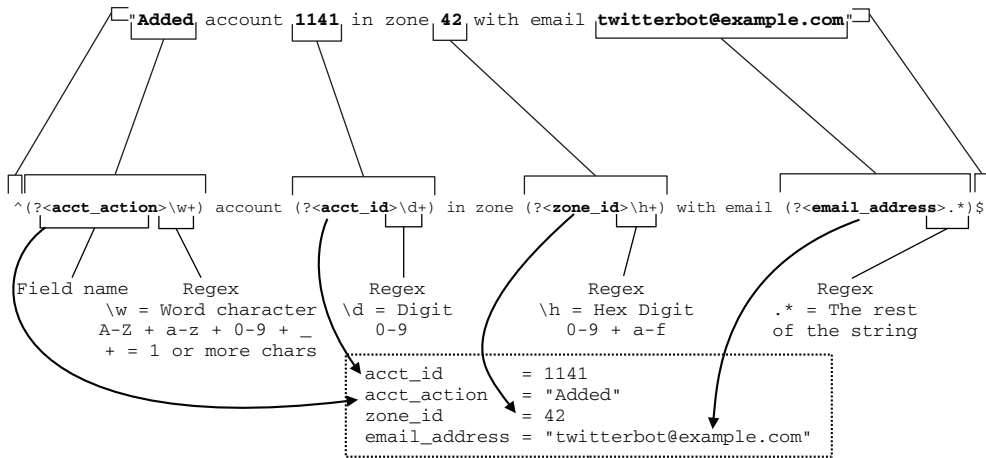 "Added account 1141 in zone 42 with email twitterbot@example.com"
^(?<acct_action>\w+) account (?<acct_id>\d+) in zone (?<zone_id>\h+) with email (?<email_address>.*)$
Field name Regex Regex Regex Regex
\w = Word character \d = Digit \h = Hex Digit .* = The rest
A-Z + a-z + 0-9 + _ 0-9 0-9 + a-f of the string
+ = 1 or more chars
acct_id = 1141
acct_action = "Added"
zone_id = 42
email_address = "twitterbot@example.com"